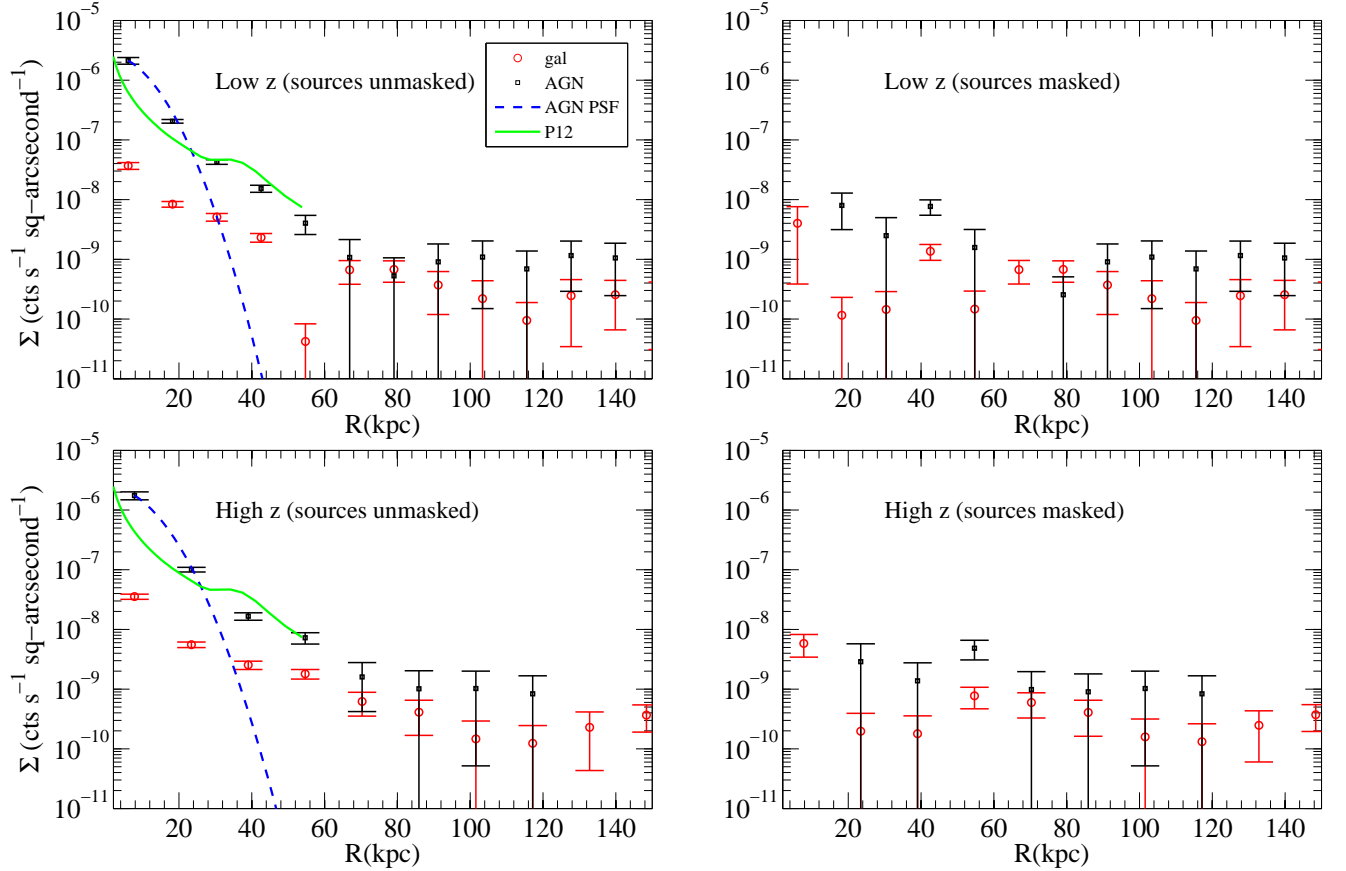 10^-5
10^-6
10^-7
10^-8
10^-9
10^-10
10^-11
Σ (cts s^-1 sq-arcsecond^-1)
20 40 60 80 100 120 140
R(kpc)
Low z (sources unmasked)
gal
AGN
AGN PSF
P12
10^-5
10^-6
10^-7
10^-8
10^-9
10^-10
10^-11
20 40 60 80 100 120 140
R(kpc)
Low z (sources masked)
10^-5
10^-6
10^-7
10^-8
10^-9
10^-10
10^-11
Σ (cts s^-1 sq-arcsecond^-1)
20 40 60 80 100 120 140
R(kpc)
High z (sources unmasked)
10^-5
10^-6
10^-7
10^-8
10^-9
10^-10
10^-11
20 40 60 80 100 120 140
R(kpc)
High z (sources masked)